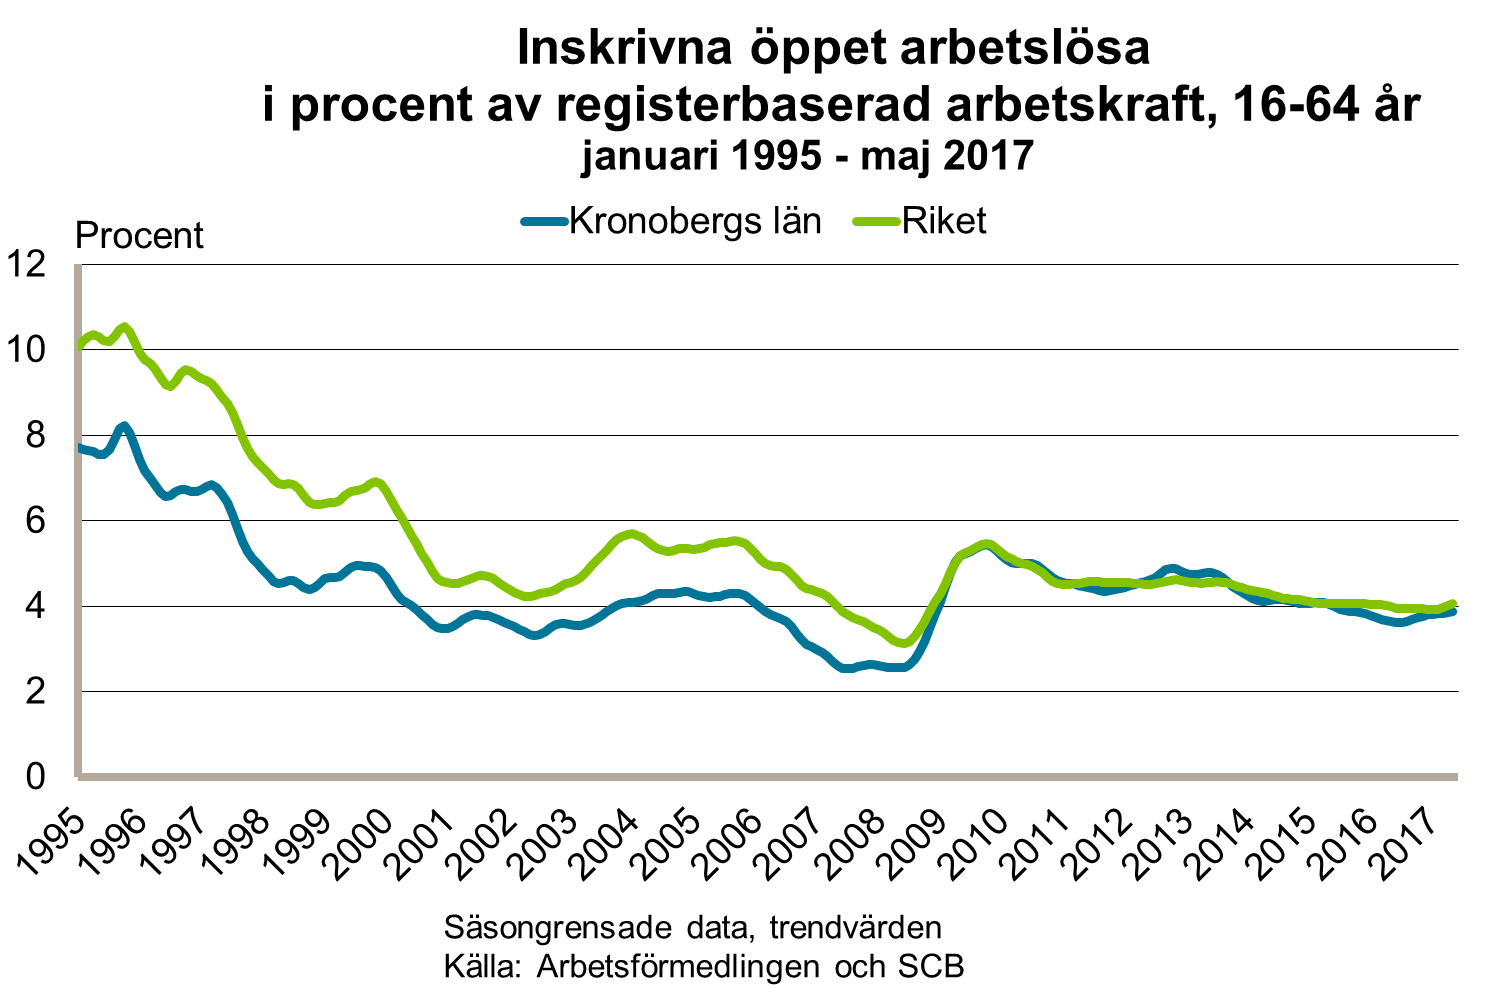 Inskrivna öppet arbetslösa
i procent av registerbaserad arbetskraft, 16-64 år
januari 1995 - maj 2017
Kronobergs län Riket
Procent
12
10
8
6
4
2
0
1995 1996 1997 1998 1999 2000 2001 2002 2003 2004 2005 2006 2007 2008 2009 2010 2011 2012 2013 2014 2015 2016 2017
Säsongrensade data, trendvärden
Källa: Arbetsförmedlingen och SCB